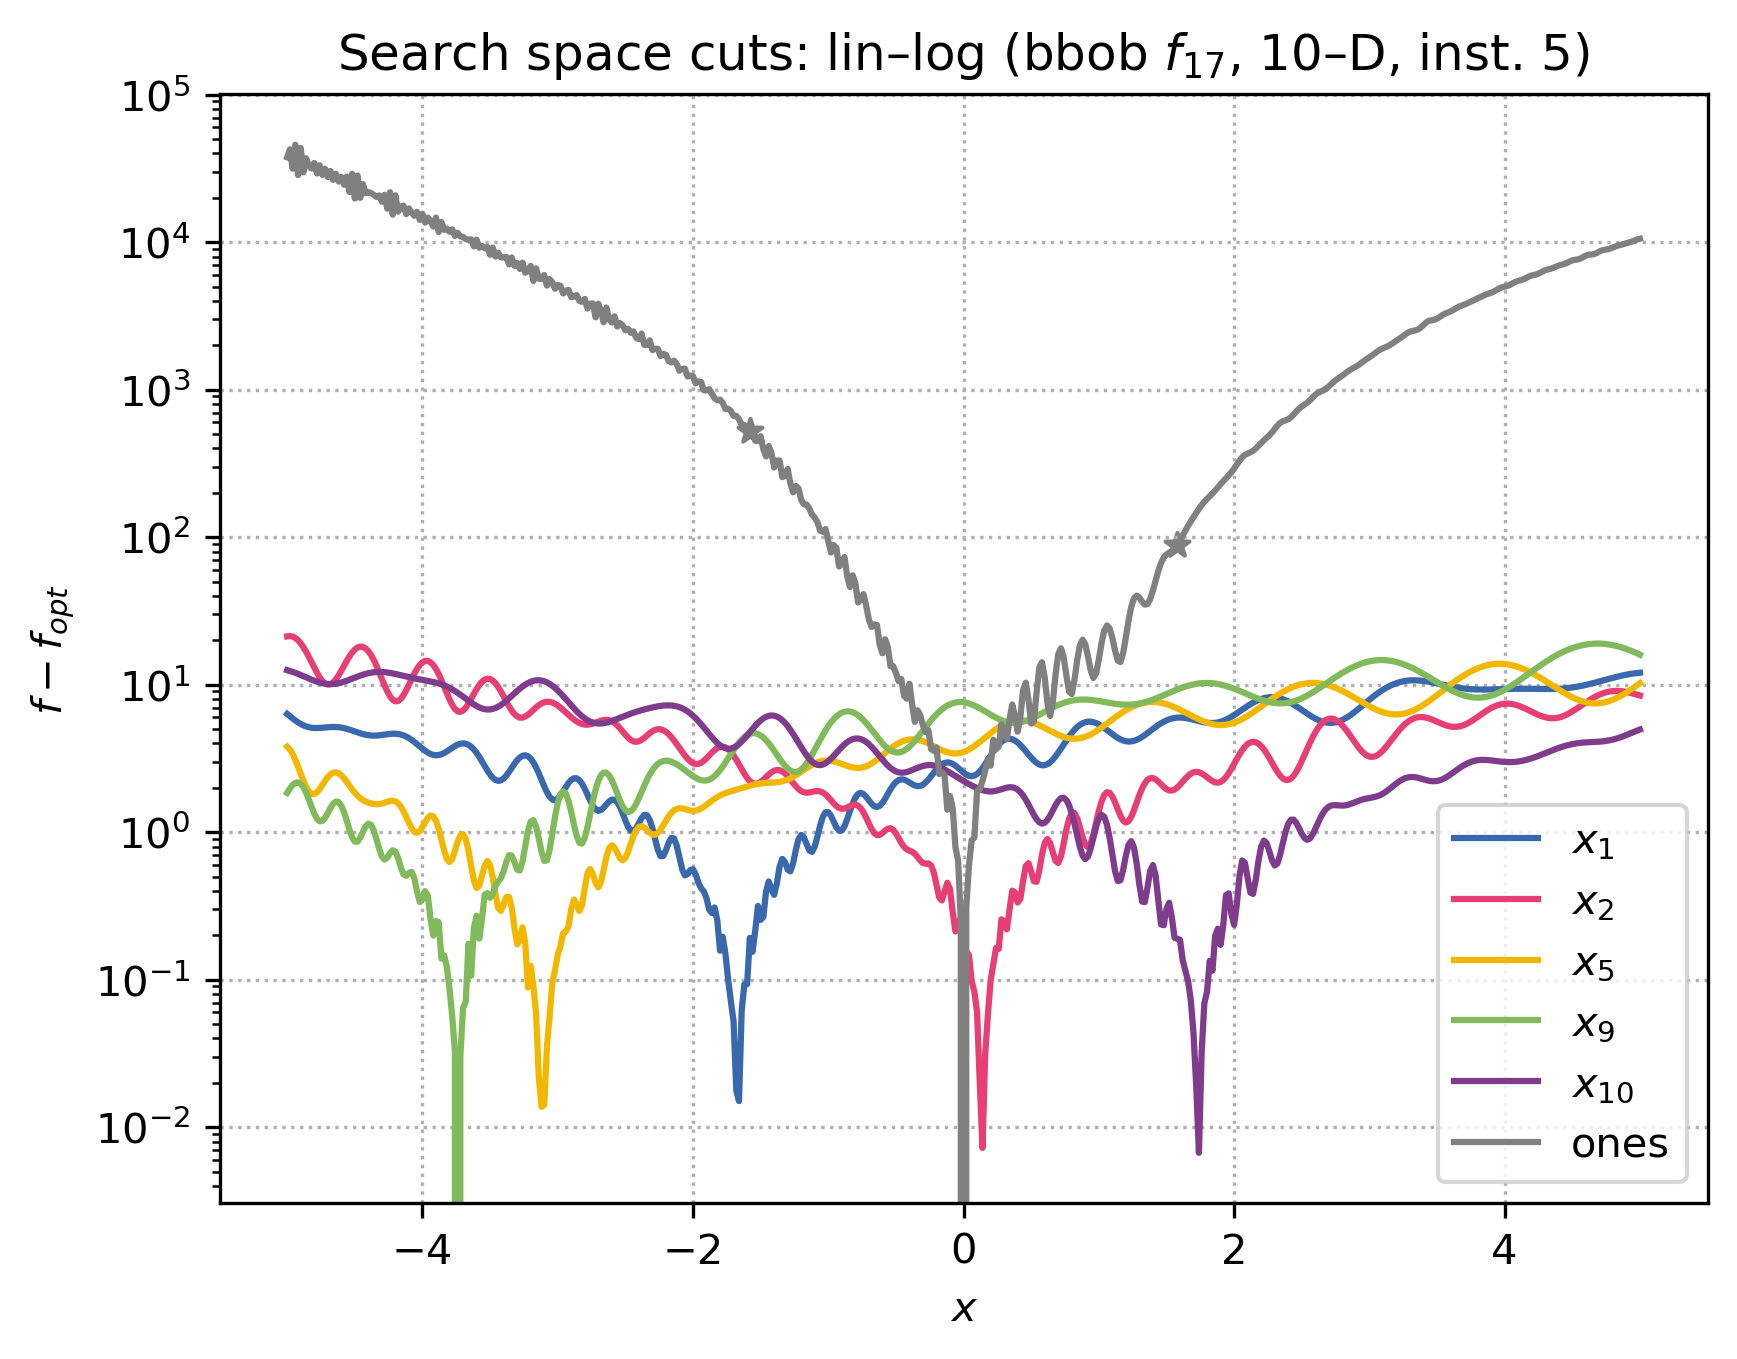 Search space cuts: lin–log (bbob f17, 10–D, inst. 5)
10^5
10^4
10^3
10^2
10^1
10^0
10^−1
10^−2
f − fopt
−4
−2
0
2
4
x
x1
x2
x5
x9
x10
ones